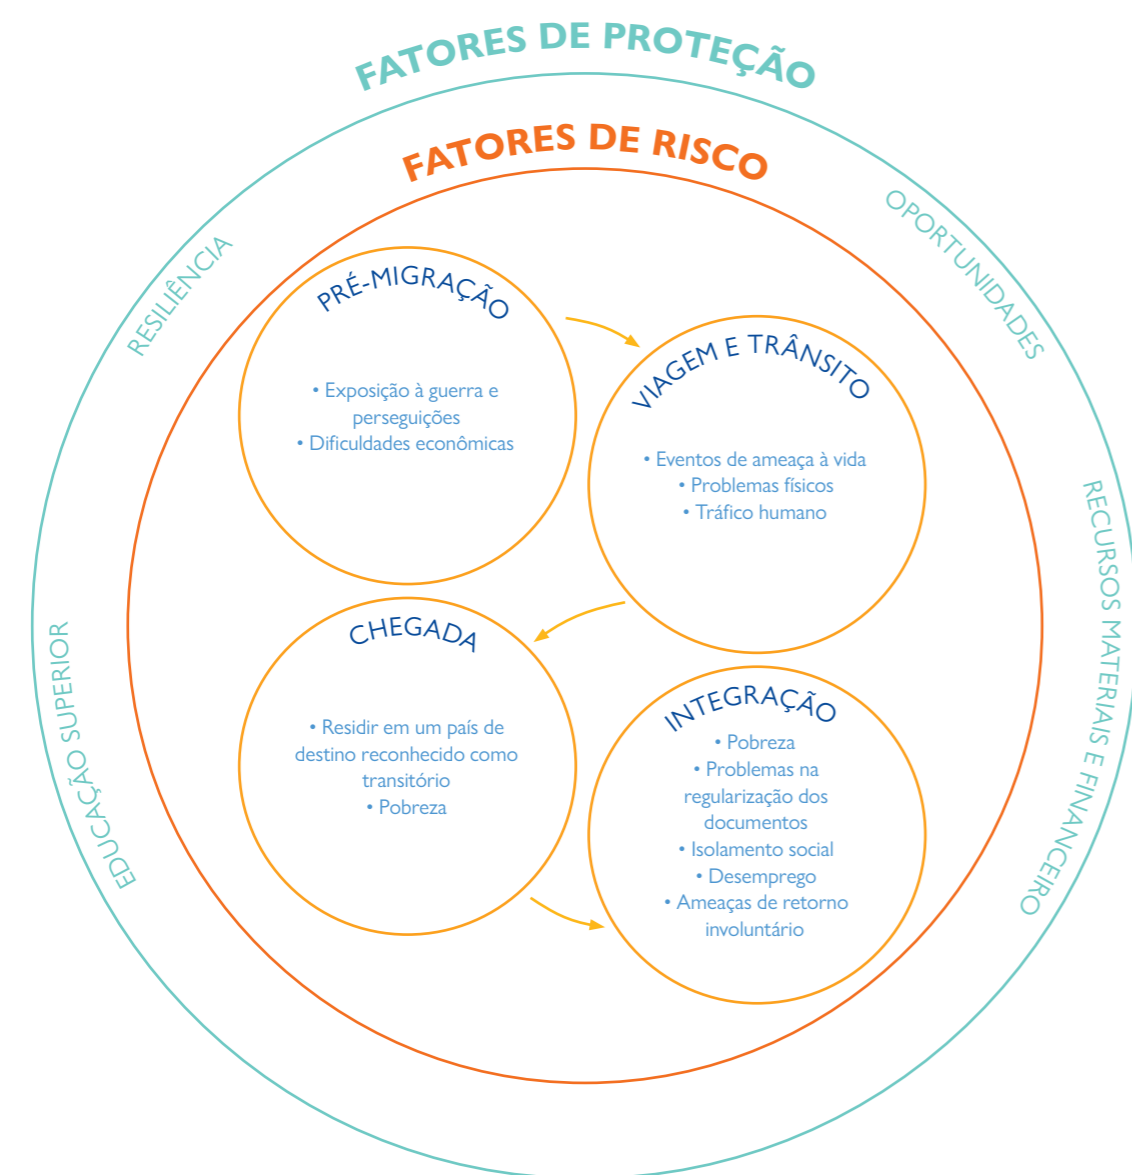 FATORES DE PROTEÇÃO
FATORES DE RISCO
RESILIÊNCIA
OPORTUNIDADES
EDUCAÇÃO SUPERIOR
RECURSOS MATERIAIS E FINANCEIRO
PRÉ-MIGRAÇÃO
• Exposição à guerra e
perseguições
• Dificuldades econômicas
VIAGEM E TRÂNSITO
• Eventos de ameaça à vida
• Problemas físicos
• Tráfico humano
CHEGADA
• Residir em um país de
destino reconhecido como
transitório
• Pobreza
INTEGRAÇÃO
• Pobreza
• Problemas na
regularização dos
documentos
• Isolamento social
• Desemprego
• Ameaças de retorno
involuntário